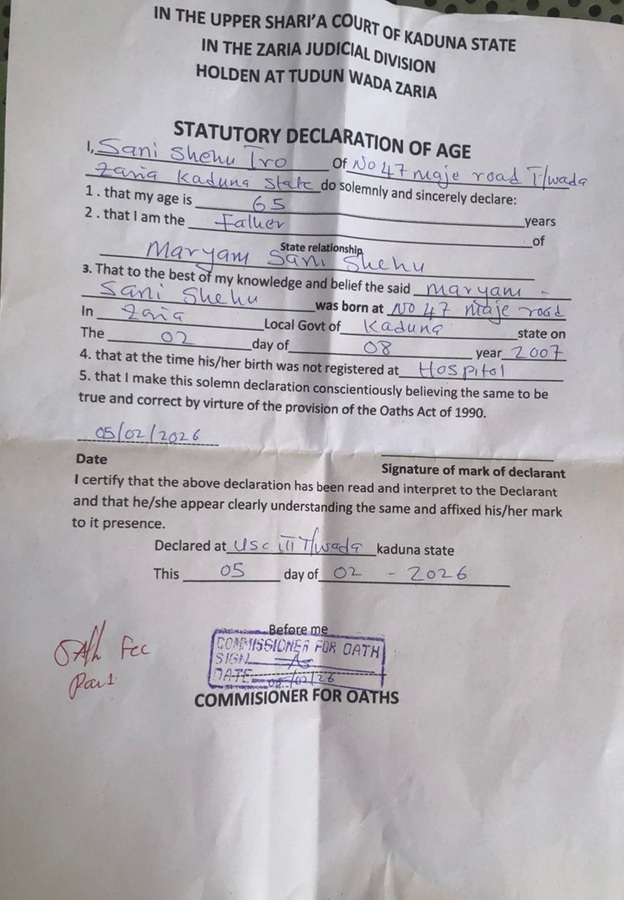 IN THE UPPER SHARI'A COURT OF KADUNA STATE
IN THE ZARIA JUDICIAL DIVISION
HOLDEN AT TUDUN WADA ZARIA
STATUTORY DECLARATION OF AGE
I, Sani Shehu Iro Of No 47 maje road T/wada
Zaria Kaduna State do solemnly and sincerely declare:
1. that my age is 65 years
2. that I am the Father of
State relationship
Maryam Sani Shehu
3. That to the best of my knowledge and belief the said maryam -
Sani Shehu was born at No 47 maje road
In Zaria Local Govt of Kaduna state on
The 02 day of 08 year 2007
4. that at the time his/her birth was not registered at Hospital
5. that I make this solemn declaration conscientiously believing the same to be
true and correct by virture of the provision of the Oaths Act of 1990.
05/02/2026
Date Signature of mark of declarant
I certify that the above declaration has been read and interpret to the Declarant
and that he/she appear clearly understanding the same and affixed his/her mark
to it presence.
Declared at USC III T/wada kaduna state
This 05 day of 02 - 2026
Before me
COMMISSIONER FOR OATH
SIGN
DATE 05/02/26
COMMISIONER FOR OATHS
Oath Fee